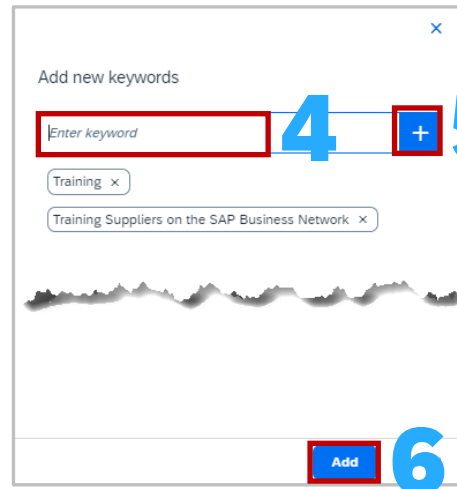 ×
Add new keywords
Enter keyword
4
+
5
Training ×
Training Suppliers on the SAP Business Network ×
Add
6